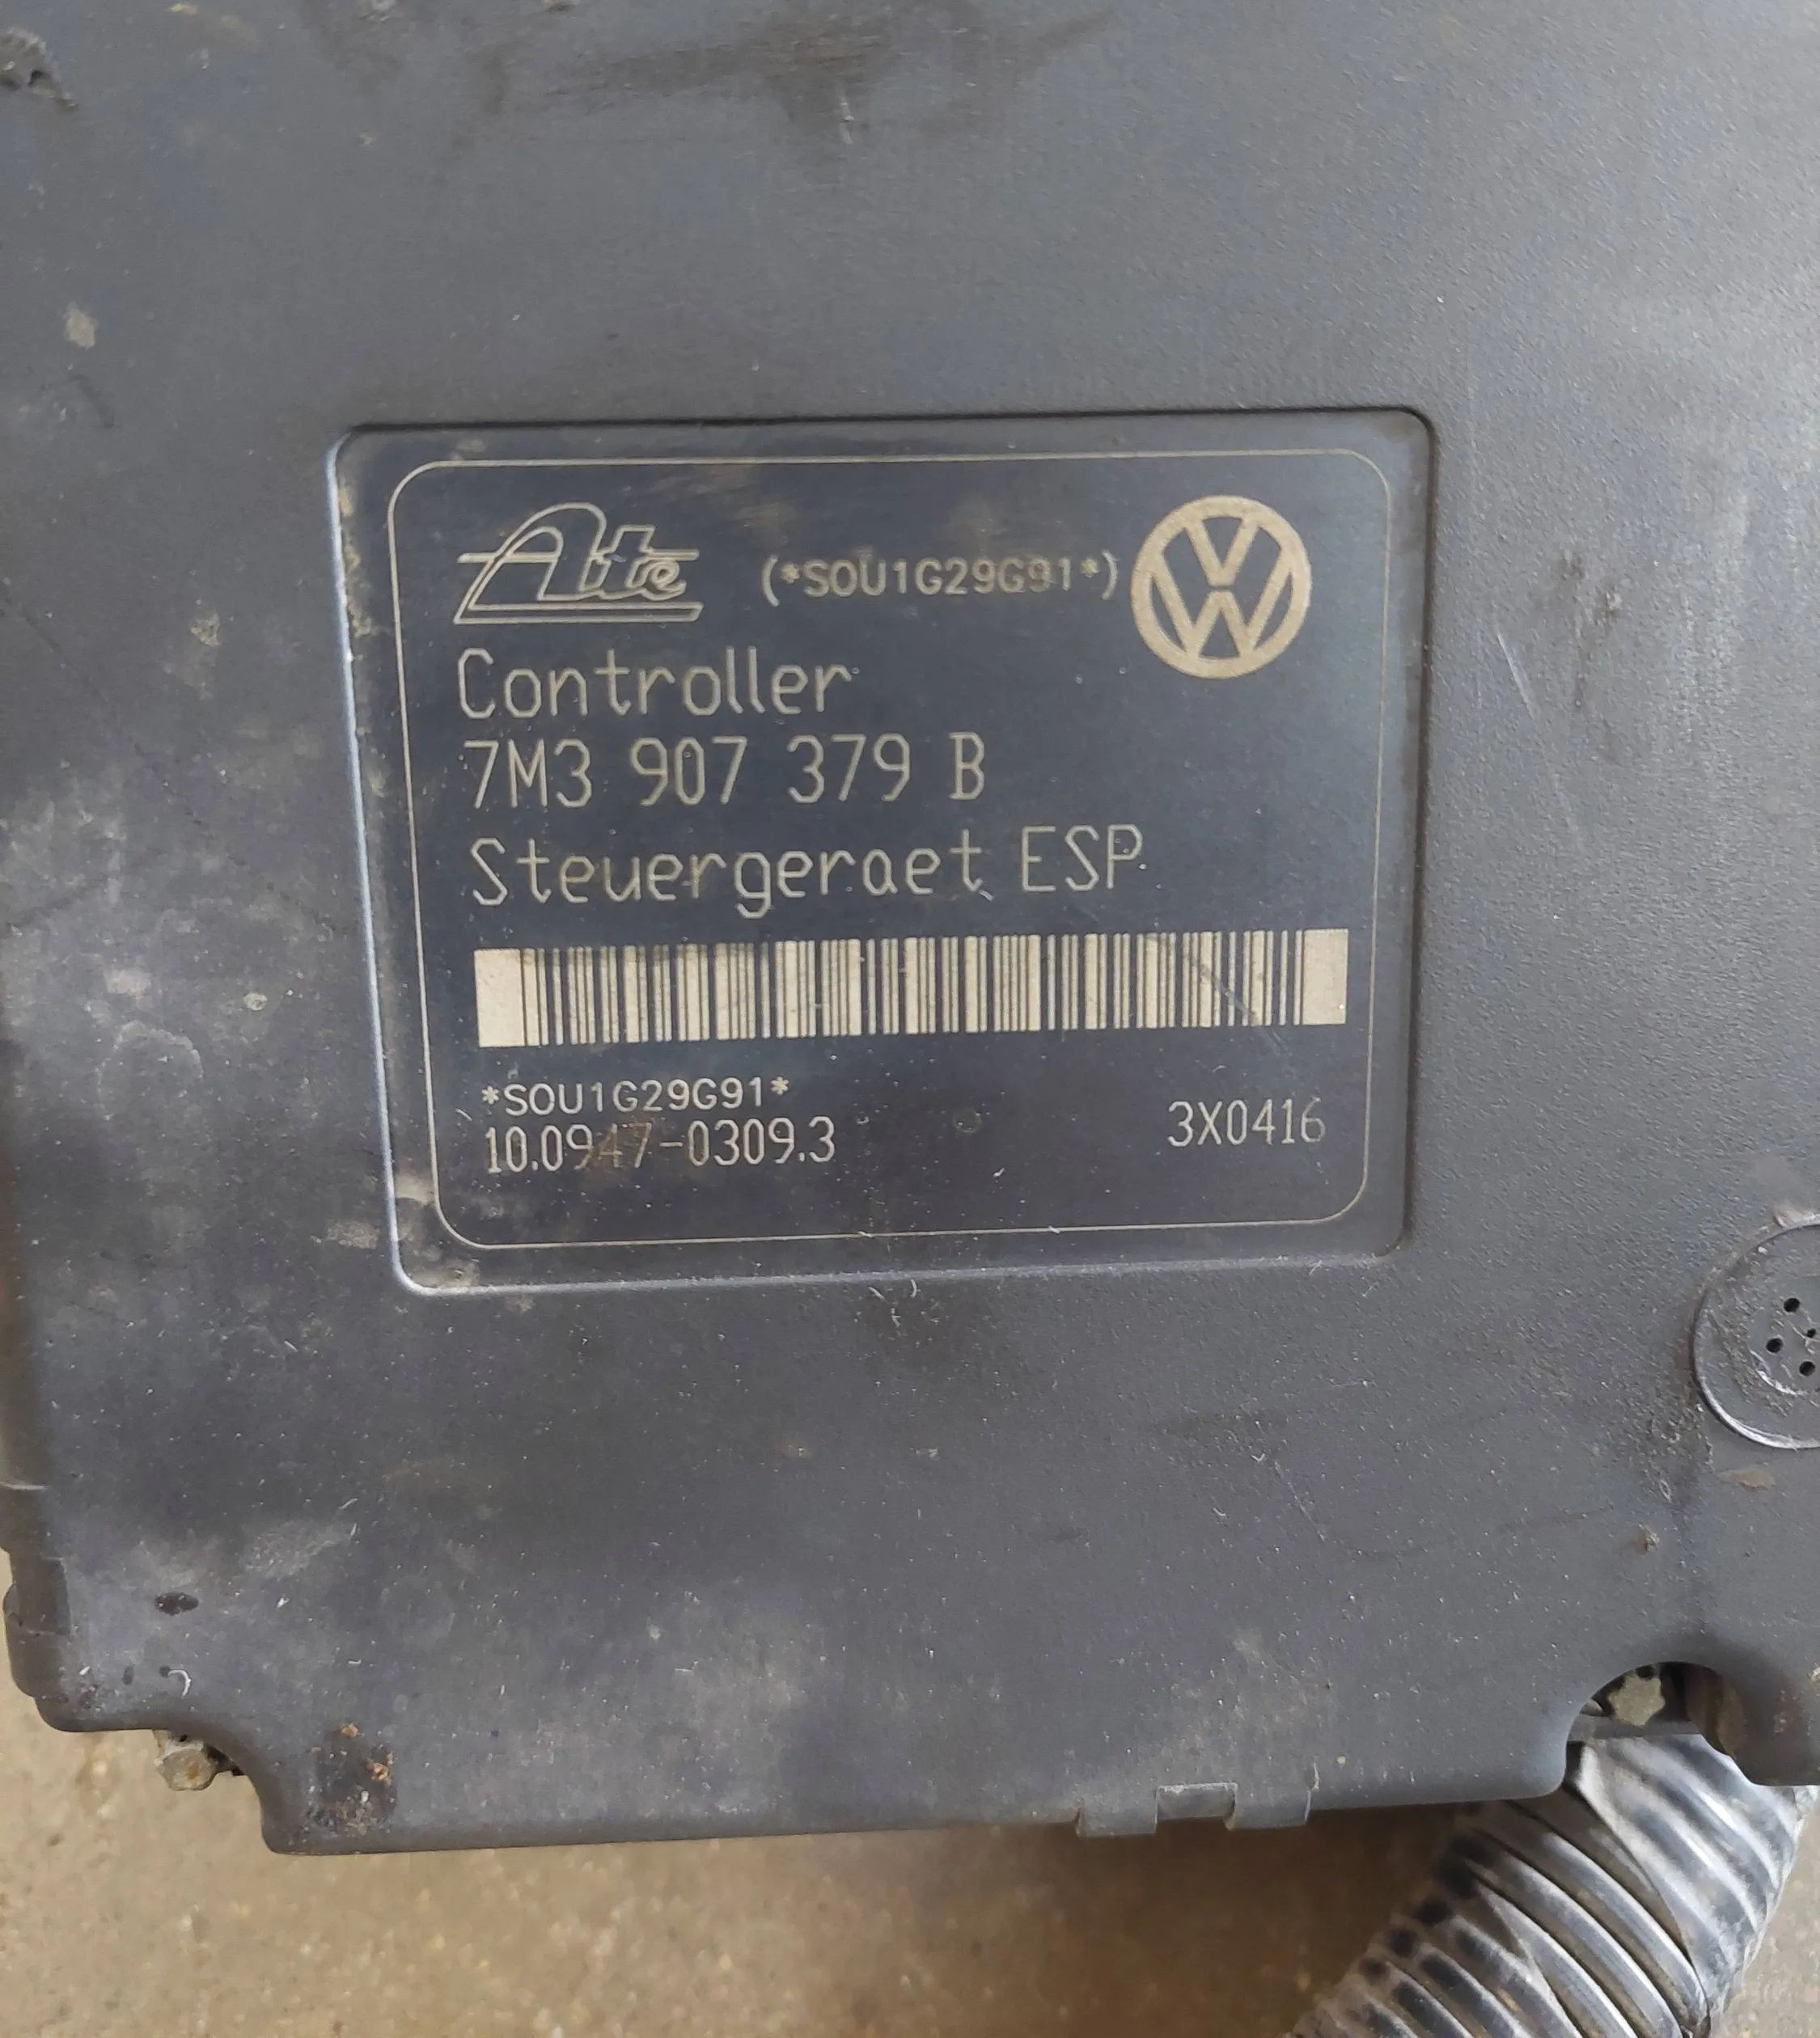 Ate (*SOU1G29G91*)
Controller
7M3 907 379 B
Steuergeraet ESP
*SOU1G29G91*
10.0947-0309.3 3X0416